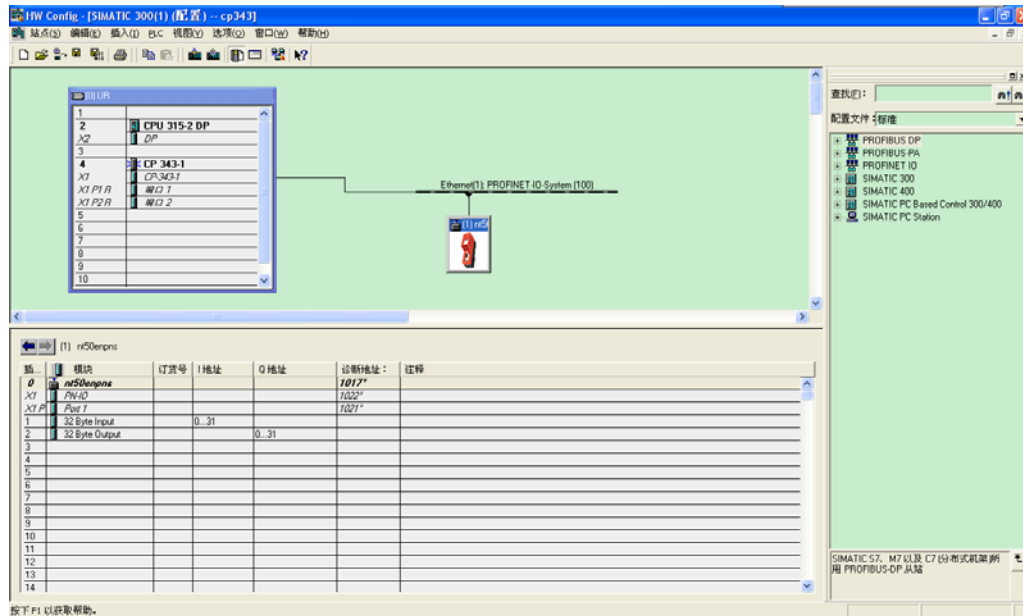 HW Config - [SIMATIC 300(1) (配置) -- cp343]
站点(S) 编辑(E) 插入(I) PLC 视图(V) 选项(O) 窗口(W) 帮助(H)
(0) UR
1
2 CPU 315-2 DP
X2 DP
3
4 CP 343-1
X1 CP-343-1
X1 P1 R 端口 1
X1 P2 R 端口 2
5
6
7
8
9
10
Ethernet(1): PROFINET-IO-System (100)
(1) nt5
查找(F):
配置文件: 标准
PROFIBUS DP
PROFIBUS-PA
PROFINET IO
SIMATIC 300
SIMATIC 400
SIMATIC PC Based Control 300/400
SIMATIC PC Station
(1) nt50enpns
插... 模块 订货号 I 地址 Q 地址 诊断地址: 注释
0 nt50enpns 1017*
X1 PN-IO 1022*
X1 P Port 1 1021*
1 32 Byte Input 0...31
2 32 Byte Output 0...31
3
4
5
6
7
8
9
10
11
12
13
14
SIMATIC S7、M7 以及 C7 (分布式机架)所
用 PROFIBUS-DP 从站
按下 F1 以获取帮助。